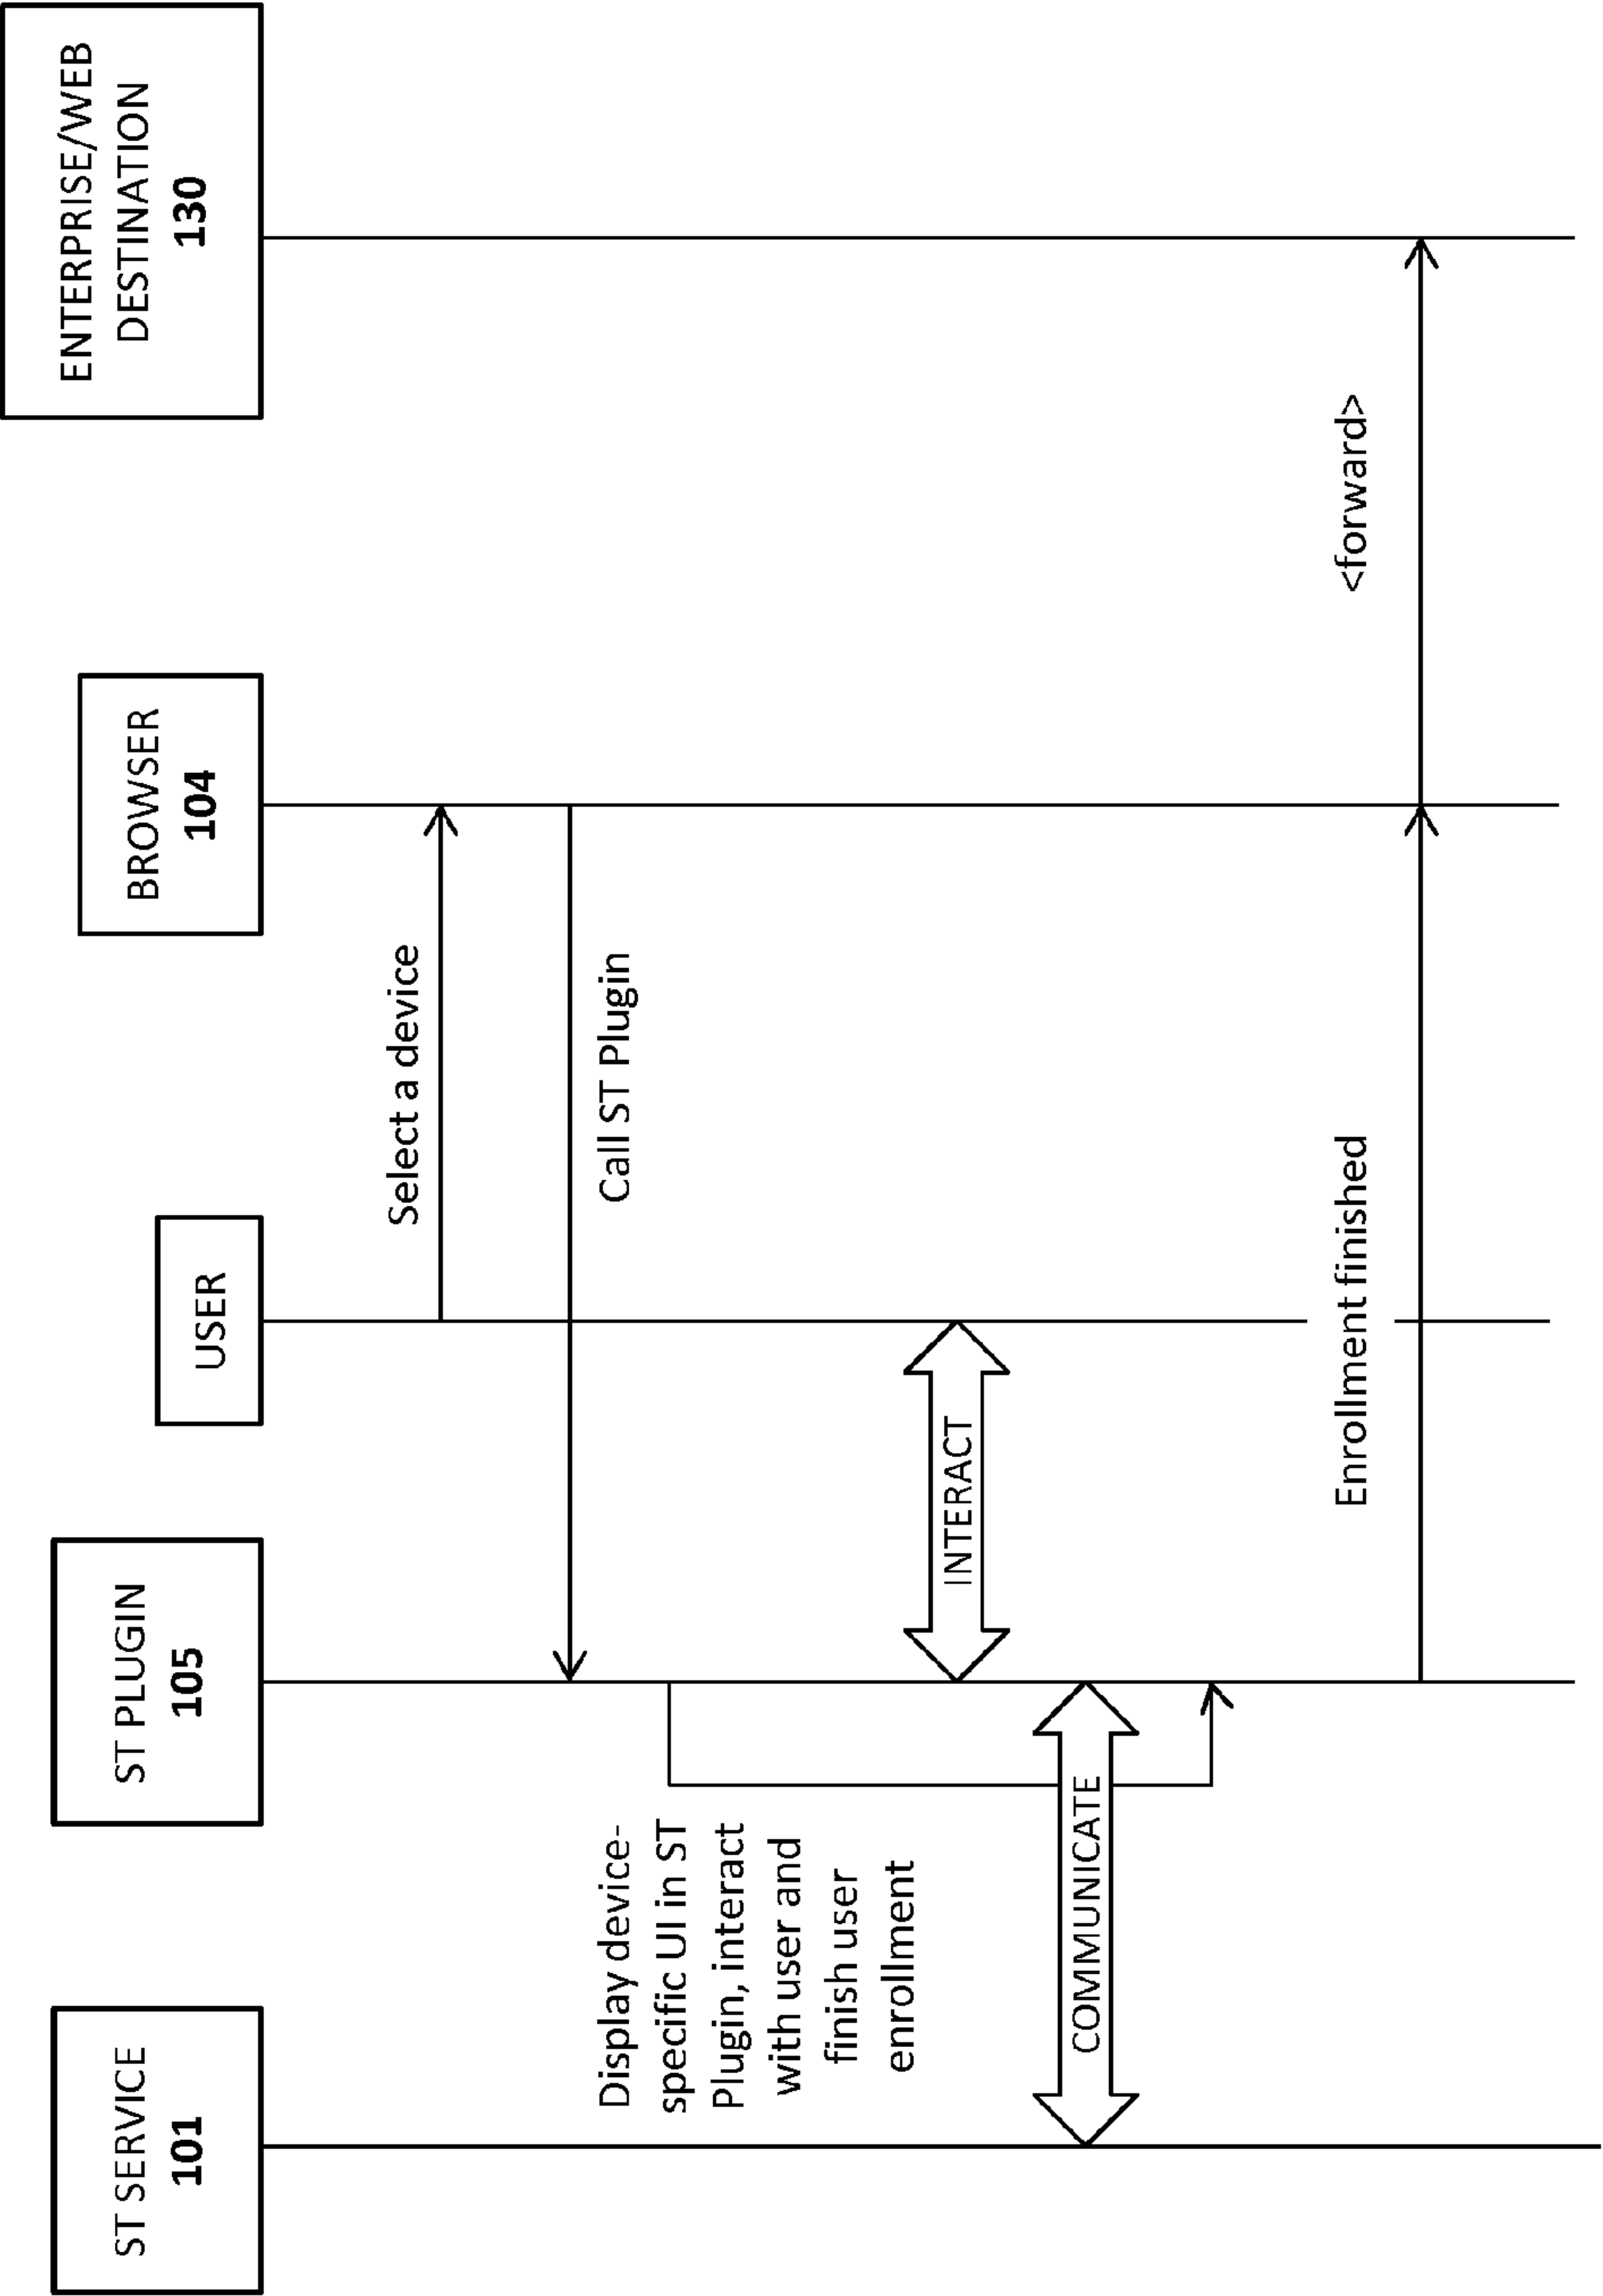 ST SERVICE
101
ST PLUGIN
105
USER
BROWSER
104
ENTERPRISE/WEB
DESTINATION
130
Select a device
Call ST Plugin
Display device-
specific UI in ST
Plugin, interact
with user and
finish user
enrollment
INTERACT
COMMUNICATE
Enrollment finished
<forward>